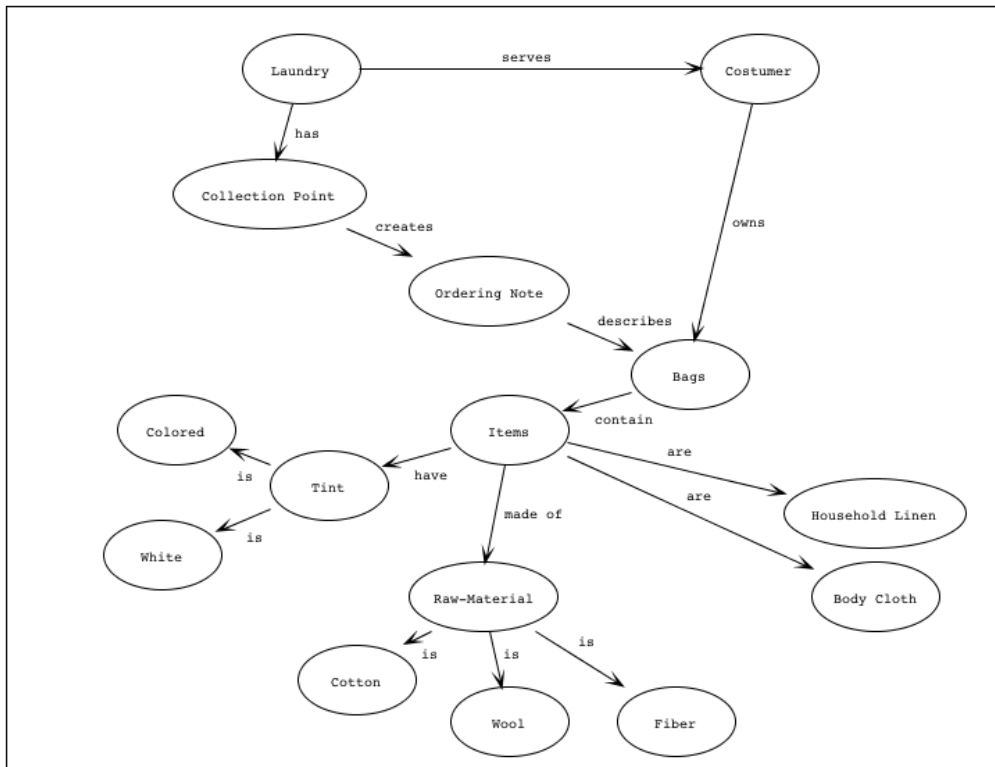 serves
Laundry
Costumer
has
Collection Point
creates
owns
Ordering Note
describes
Bags
contain
Colored
Items
are
is
have
Tint
are
made of
Household Linen
is
White
Raw-Material
Body Cloth
is
is
is
Cotton
Wool
Fiber